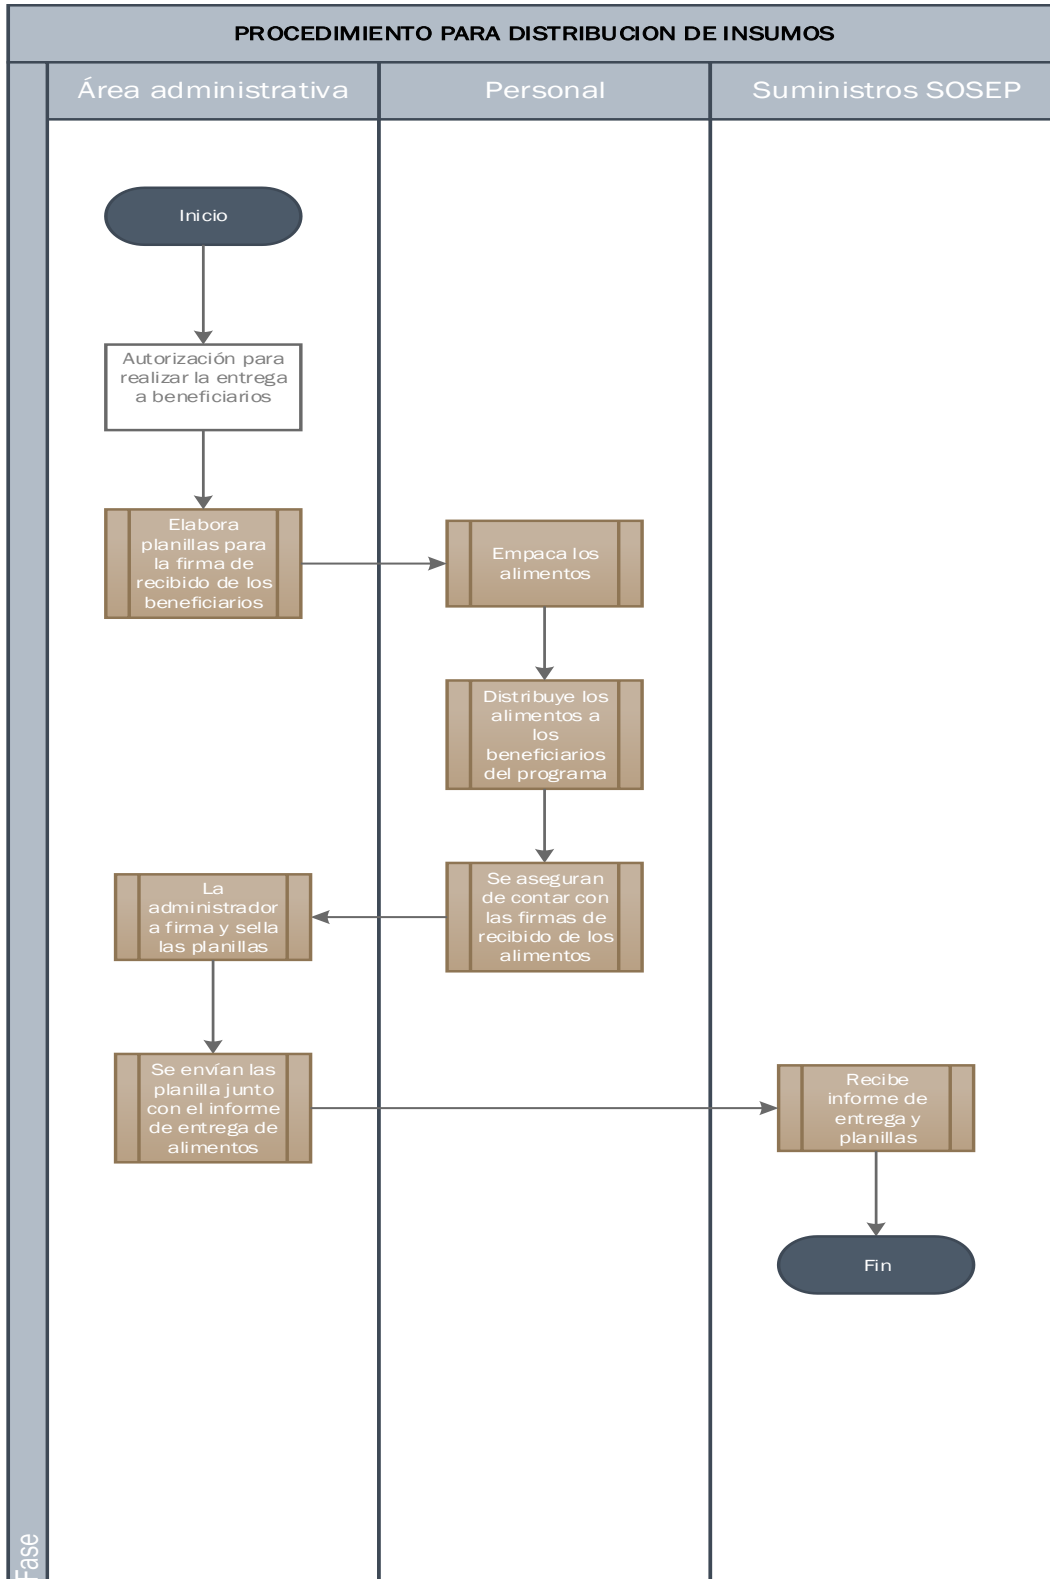 PROCEDIMIENTO PARA DISTRIBUCION DE INSUMOS
Área administrativa
Personal
Suministros SOSEP
Inicio
Autorización para
realizar la entrega
a beneficiarios
Elabora
planillas para
la firma de
recibido de los
beneficiarios
Empaca los
alimentos
Distribuye los
alimentos a
los
beneficiarios
del programa
Se aseguran
de contar con
las firmas de
recibido de los
alimentos
La
administrador
a firma y sella
las planillas
Se envían las
planilla junto
con el informe
de entrega de
alimentos
Recibe
informe de
entrega y
planillas
Fin
Fase